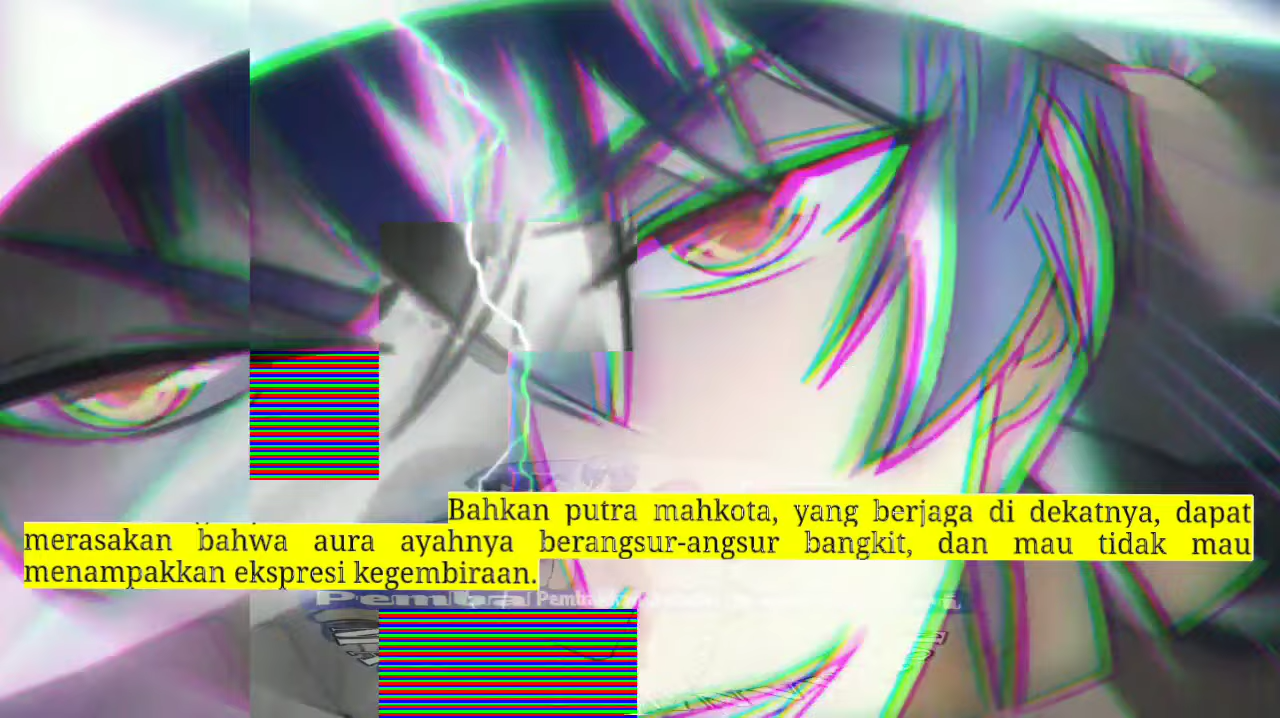 Bahkan putra mahkota, yang berjaga di dekatnya, dapat
merasakan bahwa aura ayahnya berangsur-angsur bangkit, dan mau tidak mau
menampakkan ekspresi kegembiraan.